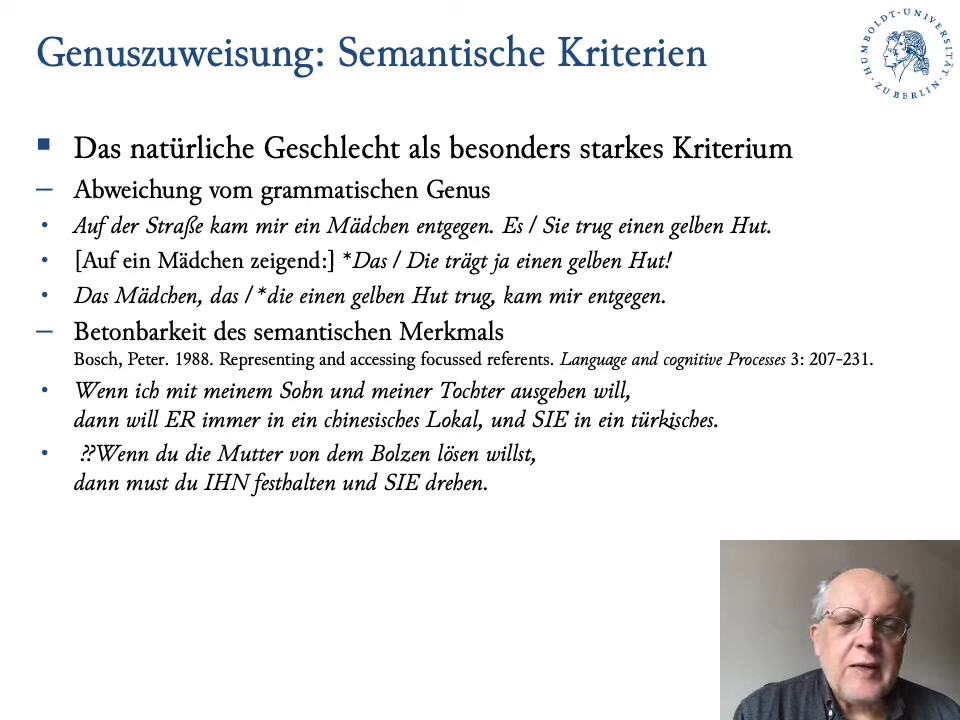 Genuszuweisung: Semantische Kriterien
HUMBOLDT-UNIVERSITÄT ZU BERLIN
Das natürliche Geschlecht als besonders starkes Kriterium
– Abweichung vom grammatischen Genus
• Auf der Straße kam mir ein Mädchen entgegen. Es / Sie trug einen gelben Hut.
• [Auf ein Mädchen zeigend:] *Das / Die trägt ja einen gelben Hut!
• Das Mädchen, das / *die einen gelben Hut trug, kam mir entgegen.
– Betonbarkeit des semantischen Merkmals
Bosch, Peter. 1988. Representing and accessing focussed referents. Language and cognitive Processes 3: 207-231.
• Wenn ich mit meinem Sohn und meiner Tochter ausgehen will,
dann will ER immer in ein chinesisches Lokal, und SIE in ein türkisches.
• ??Wenn du die Mutter von dem Bolzen lösen willst,
dann must du IHN festhalten und SIE drehen.